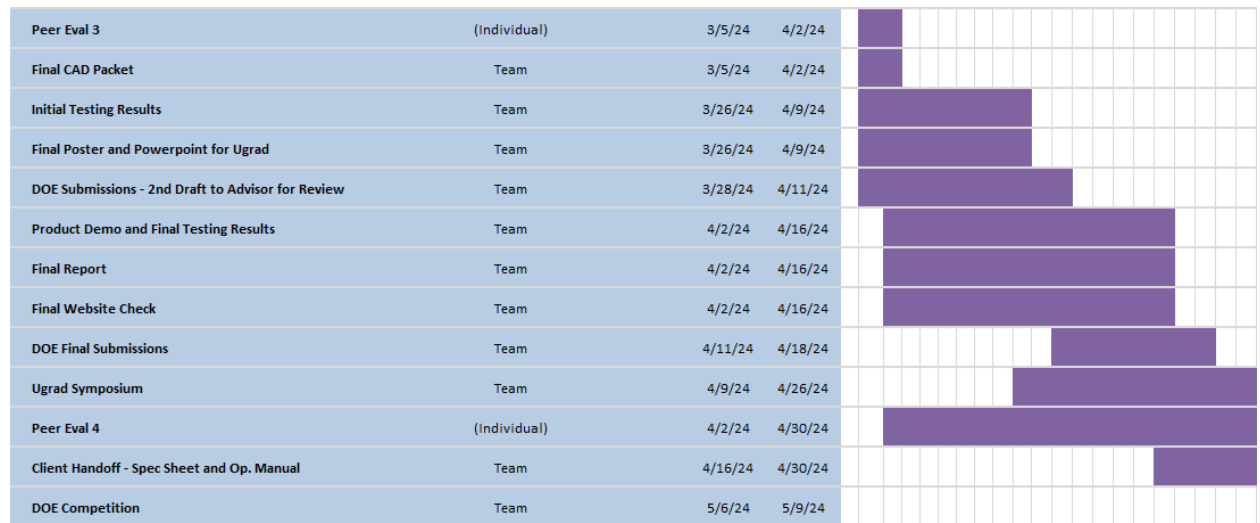 Peer Eval 3 (Individual) 3/5/24 4/2/24
Final CAD Packet Team 3/5/24 4/2/24
Initial Testing Results Team 3/26/24 4/9/24
Final Poster and Powerpoint for Ugrad Team 3/26/24 4/9/24
DOE Submissions - 2nd Draft to Advisor for Review Team 3/28/24 4/11/24
Product Demo and Final Testing Results Team 4/2/24 4/16/24
Final Report Team 4/2/24 4/16/24
Final Website Check Team 4/2/24 4/16/24
DOE Final Submissions Team 4/11/24 4/18/24
Ugrad Symposium Team 4/9/24 4/26/24
Peer Eval 4 (Individual) 4/2/24 4/30/24
Client Handoff - Spec Sheet and Op. Manual Team 4/16/24 4/30/24
DOE Competition Team 5/6/24 5/9/24